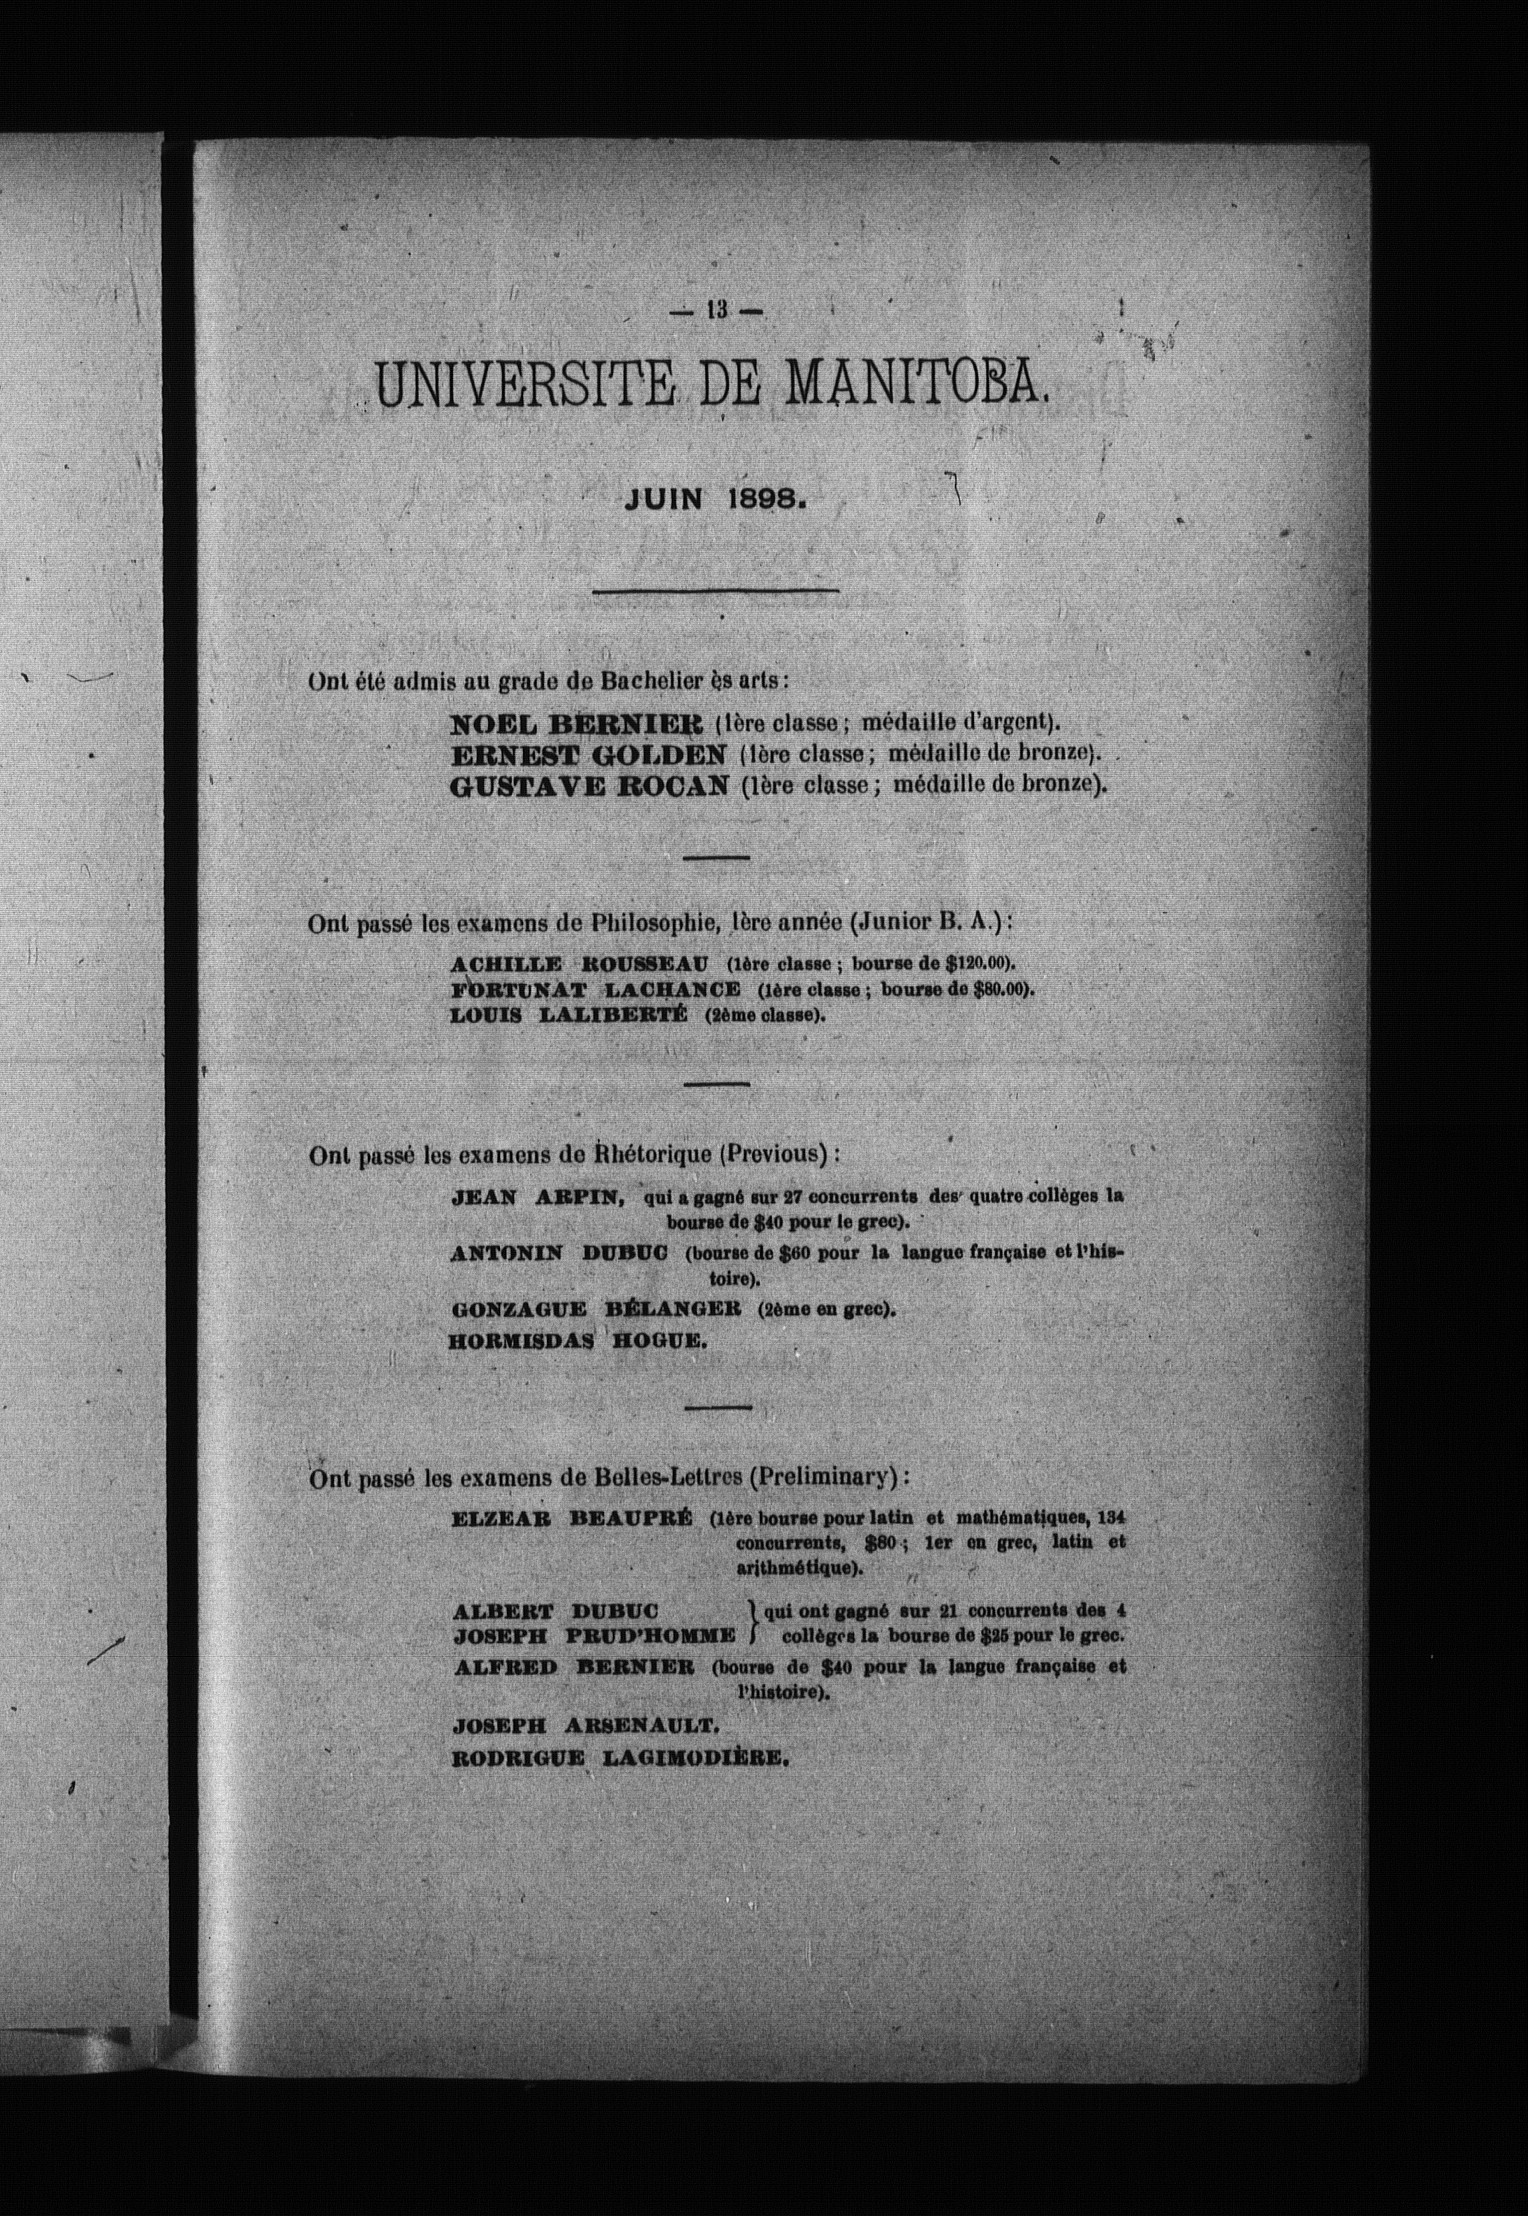 — 13 —
UNIVERSITE DE MANITOBA.
JUIN 1898.
Ont été admis au grade de Bachelier ès arts:
NOEL BERNIER (1ère classe; médaille d'argent).
ERNEST GOLDEN (1ère classe; médaille de bronze).
GUSTAVE ROCAN (1ère classe; médaille de bronze).
Ont passé les examens de Philosophie, 1ère année (Junior B. A.):
ACHILLE ROUSSEAU (1ère classe; bourse de $120.00).
FORTUNAT LACHANCE (1ère classe; bourse de $80.00).
LOUIS LALIBERTÉ (2ème classe).
Ont passé les examens de Rhétorique (Previous):
JEAN ARPIN, qui a gagné sur 27 concurrents des quatre collèges la
bourse de $40 pour le grec).
ANTONIN DUBUC (bourse de $60 pour la langue française et l'his-
toire).
GONZAGUE BÉLANGER (2ème en grec).
HORMISDAS HOGUE.
Ont passé les examens de Belles-Lettres (Preliminary):
ELZEAR BEAUPRÉ (1ère bourse pour latin et mathématiques, 134
concurrents, $80; 1er en grec, latin et
arithmétique).
ALBERT DUBUC } qui ont gagné sur 21 concurrents des 4
JOSEPH PRUD'HOMME } collèges la bourse de $25 pour le grec.
ALFRED BERNIER (bourse de $40 pour la langue française et
l'histoire).
JOSEPH ARSENAULT.
RODRIGUE LAGIMODIÈRE.